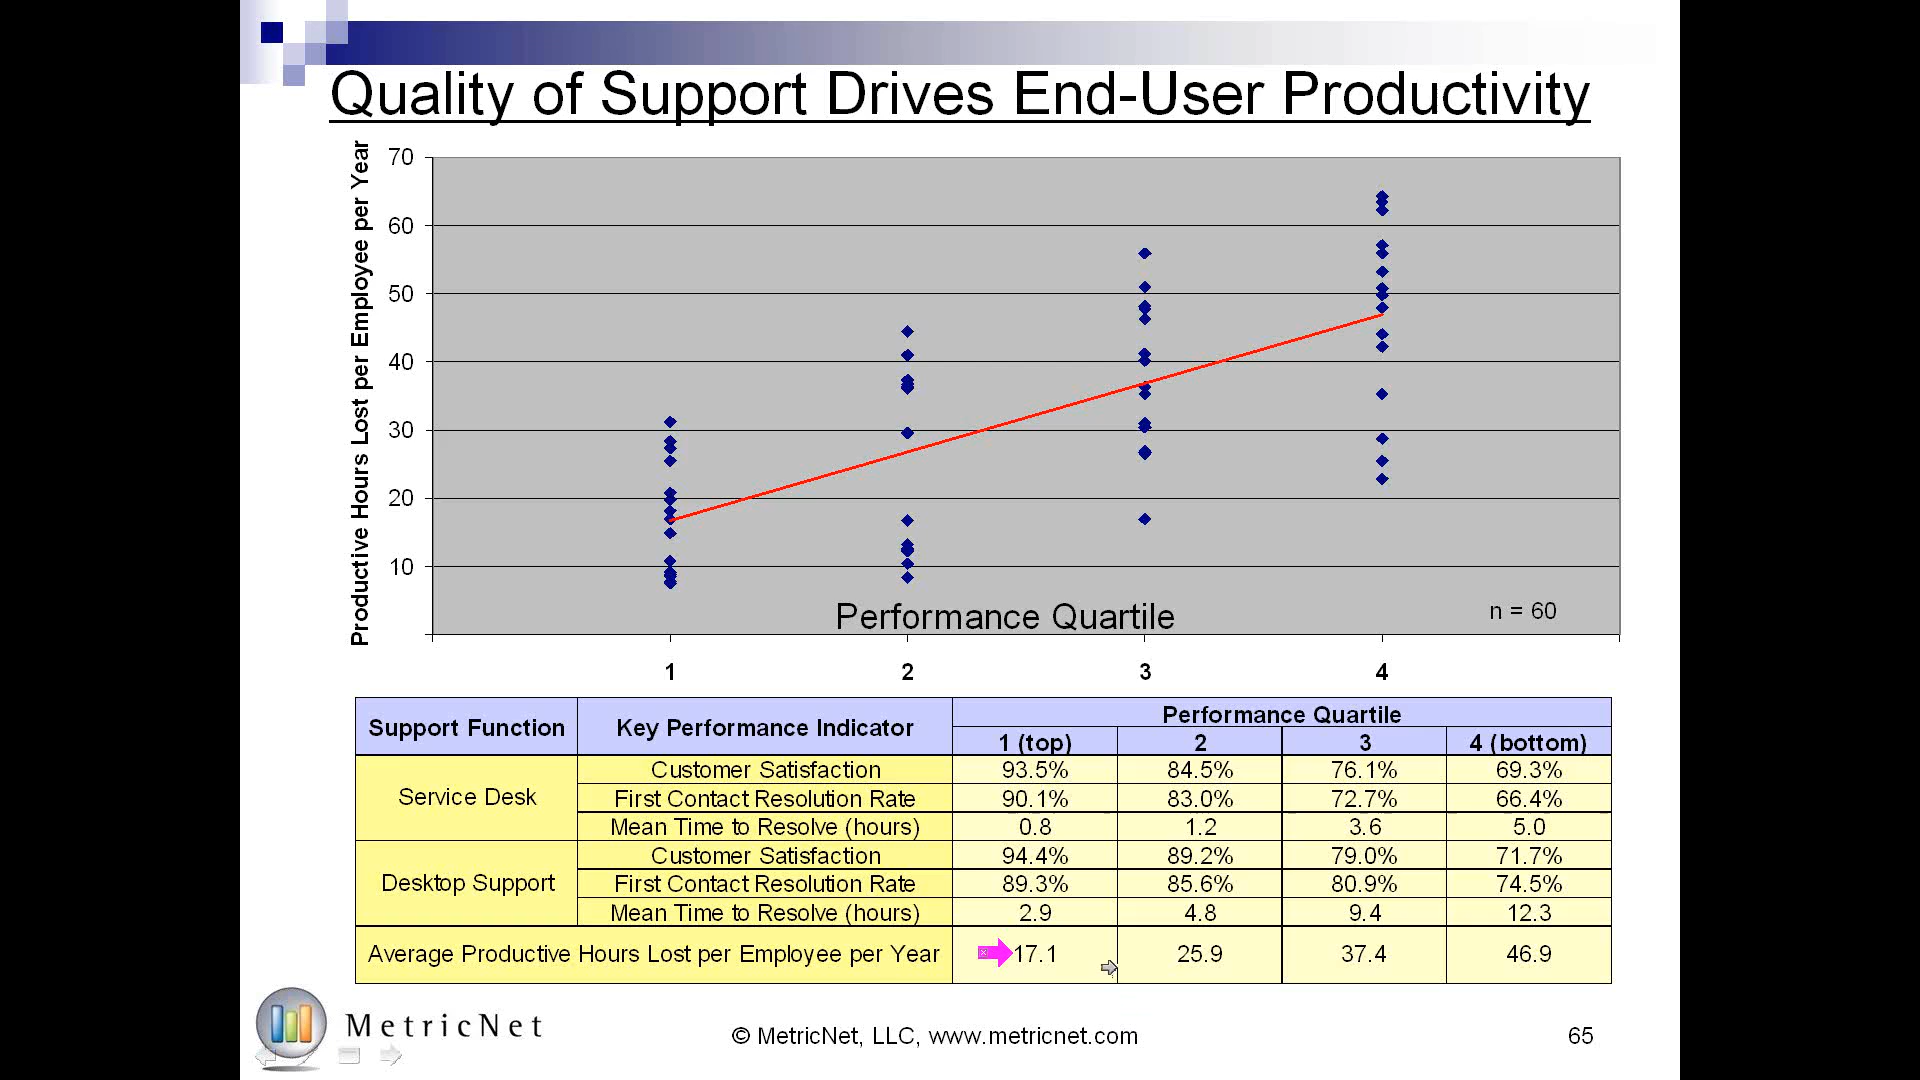 Quality of Support Drives End-User Productivity
Productive Hours Lost per Employee per Year
70
60
50
40
30
20
10
Performance Quartile
n = 60
1 2 3 4
Support Function Key Performance Indicator Performance Quartile
1 (top) 2 3 4 (bottom)
Service Desk
Customer Satisfaction 93.5% 84.5% 76.1% 69.3%
First Contact Resolution Rate 90.1% 83.0% 72.7% 66.4%
Mean Time to Resolve (hours) 0.8 1.2 3.6 5.0
Desktop Support
Customer Satisfaction 94.4% 89.2% 79.0% 71.7%
First Contact Resolution Rate 89.3% 85.6% 80.9% 74.5%
Mean Time to Resolve (hours) 2.9 4.8 9.4 12.3
Average Productive Hours Lost per Employee per Year 17.1 25.9 37.4 46.9
MetricNet
© MetricNet, LLC, www.metricnet.com
65